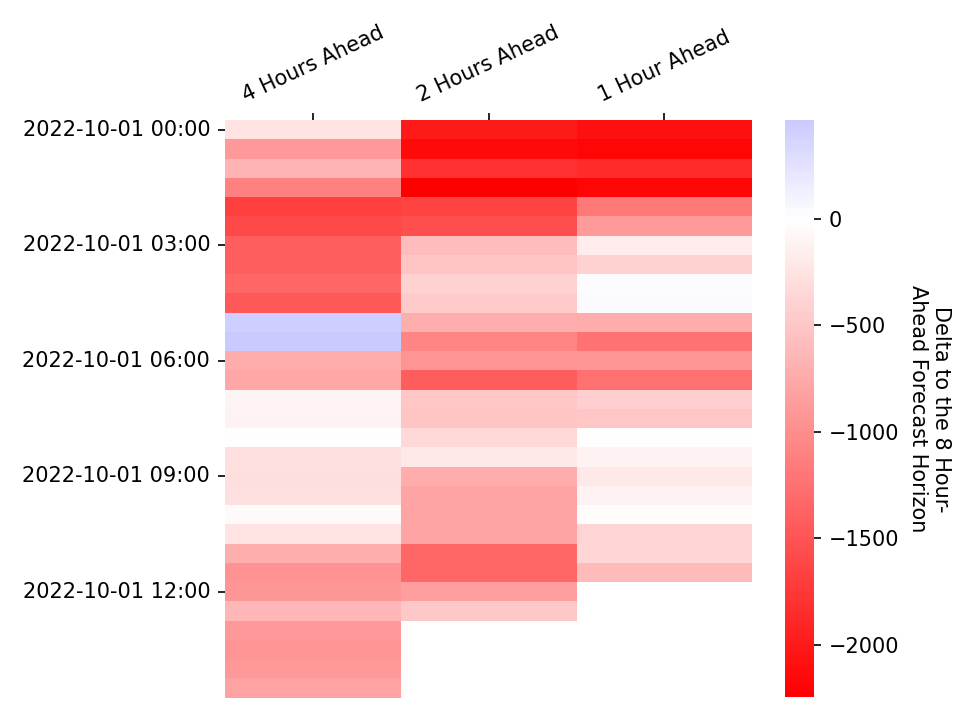 4 Hours Ahead
2 Hours Ahead
1 Hour Ahead
2022-10-01 00:00
2022-10-01 03:00
2022-10-01 06:00
2022-10-01 09:00
2022-10-01 12:00
0
−500
−1000
−1500
−2000
Delta to the 8 Hour-
Ahead Forecast Horizon